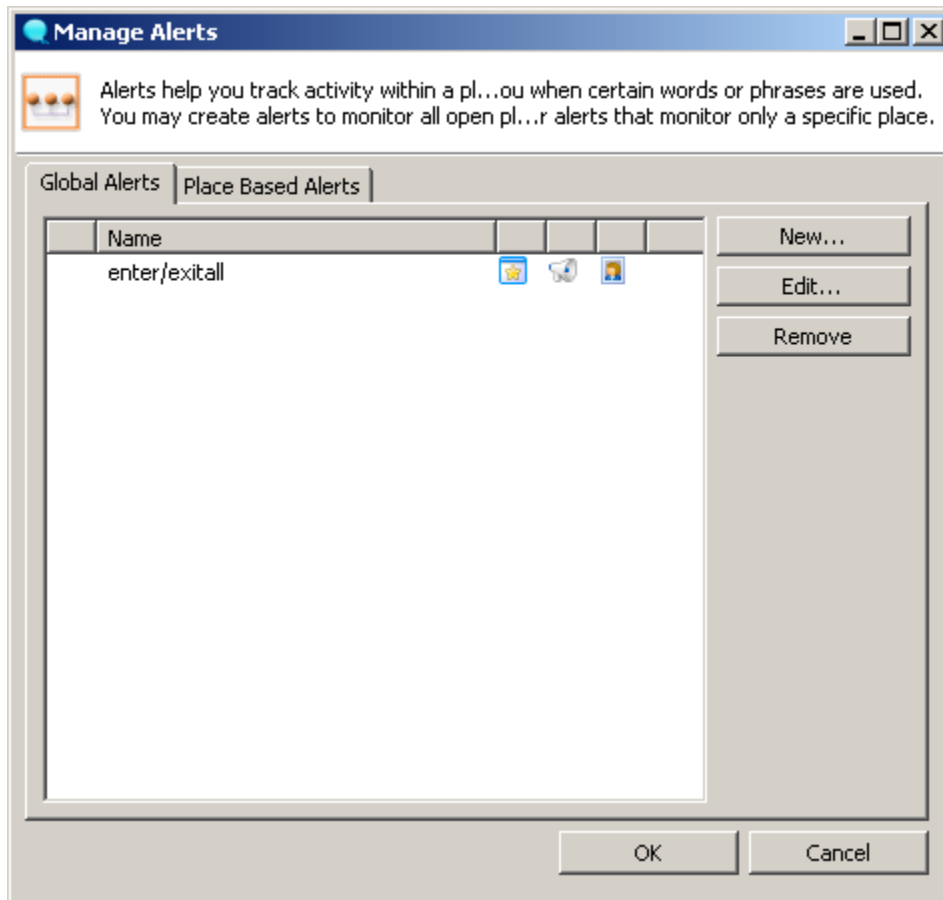 Manage Alerts
Alerts help you track activity within a pl...ou when certain words or phrases are used.
You may create alerts to monitor all open pl...r alerts that monitor only a specific place.
Global Alerts
Place Based Alerts
Name
New...
enter/exitall
Edit...
Remove
OK
Cancel